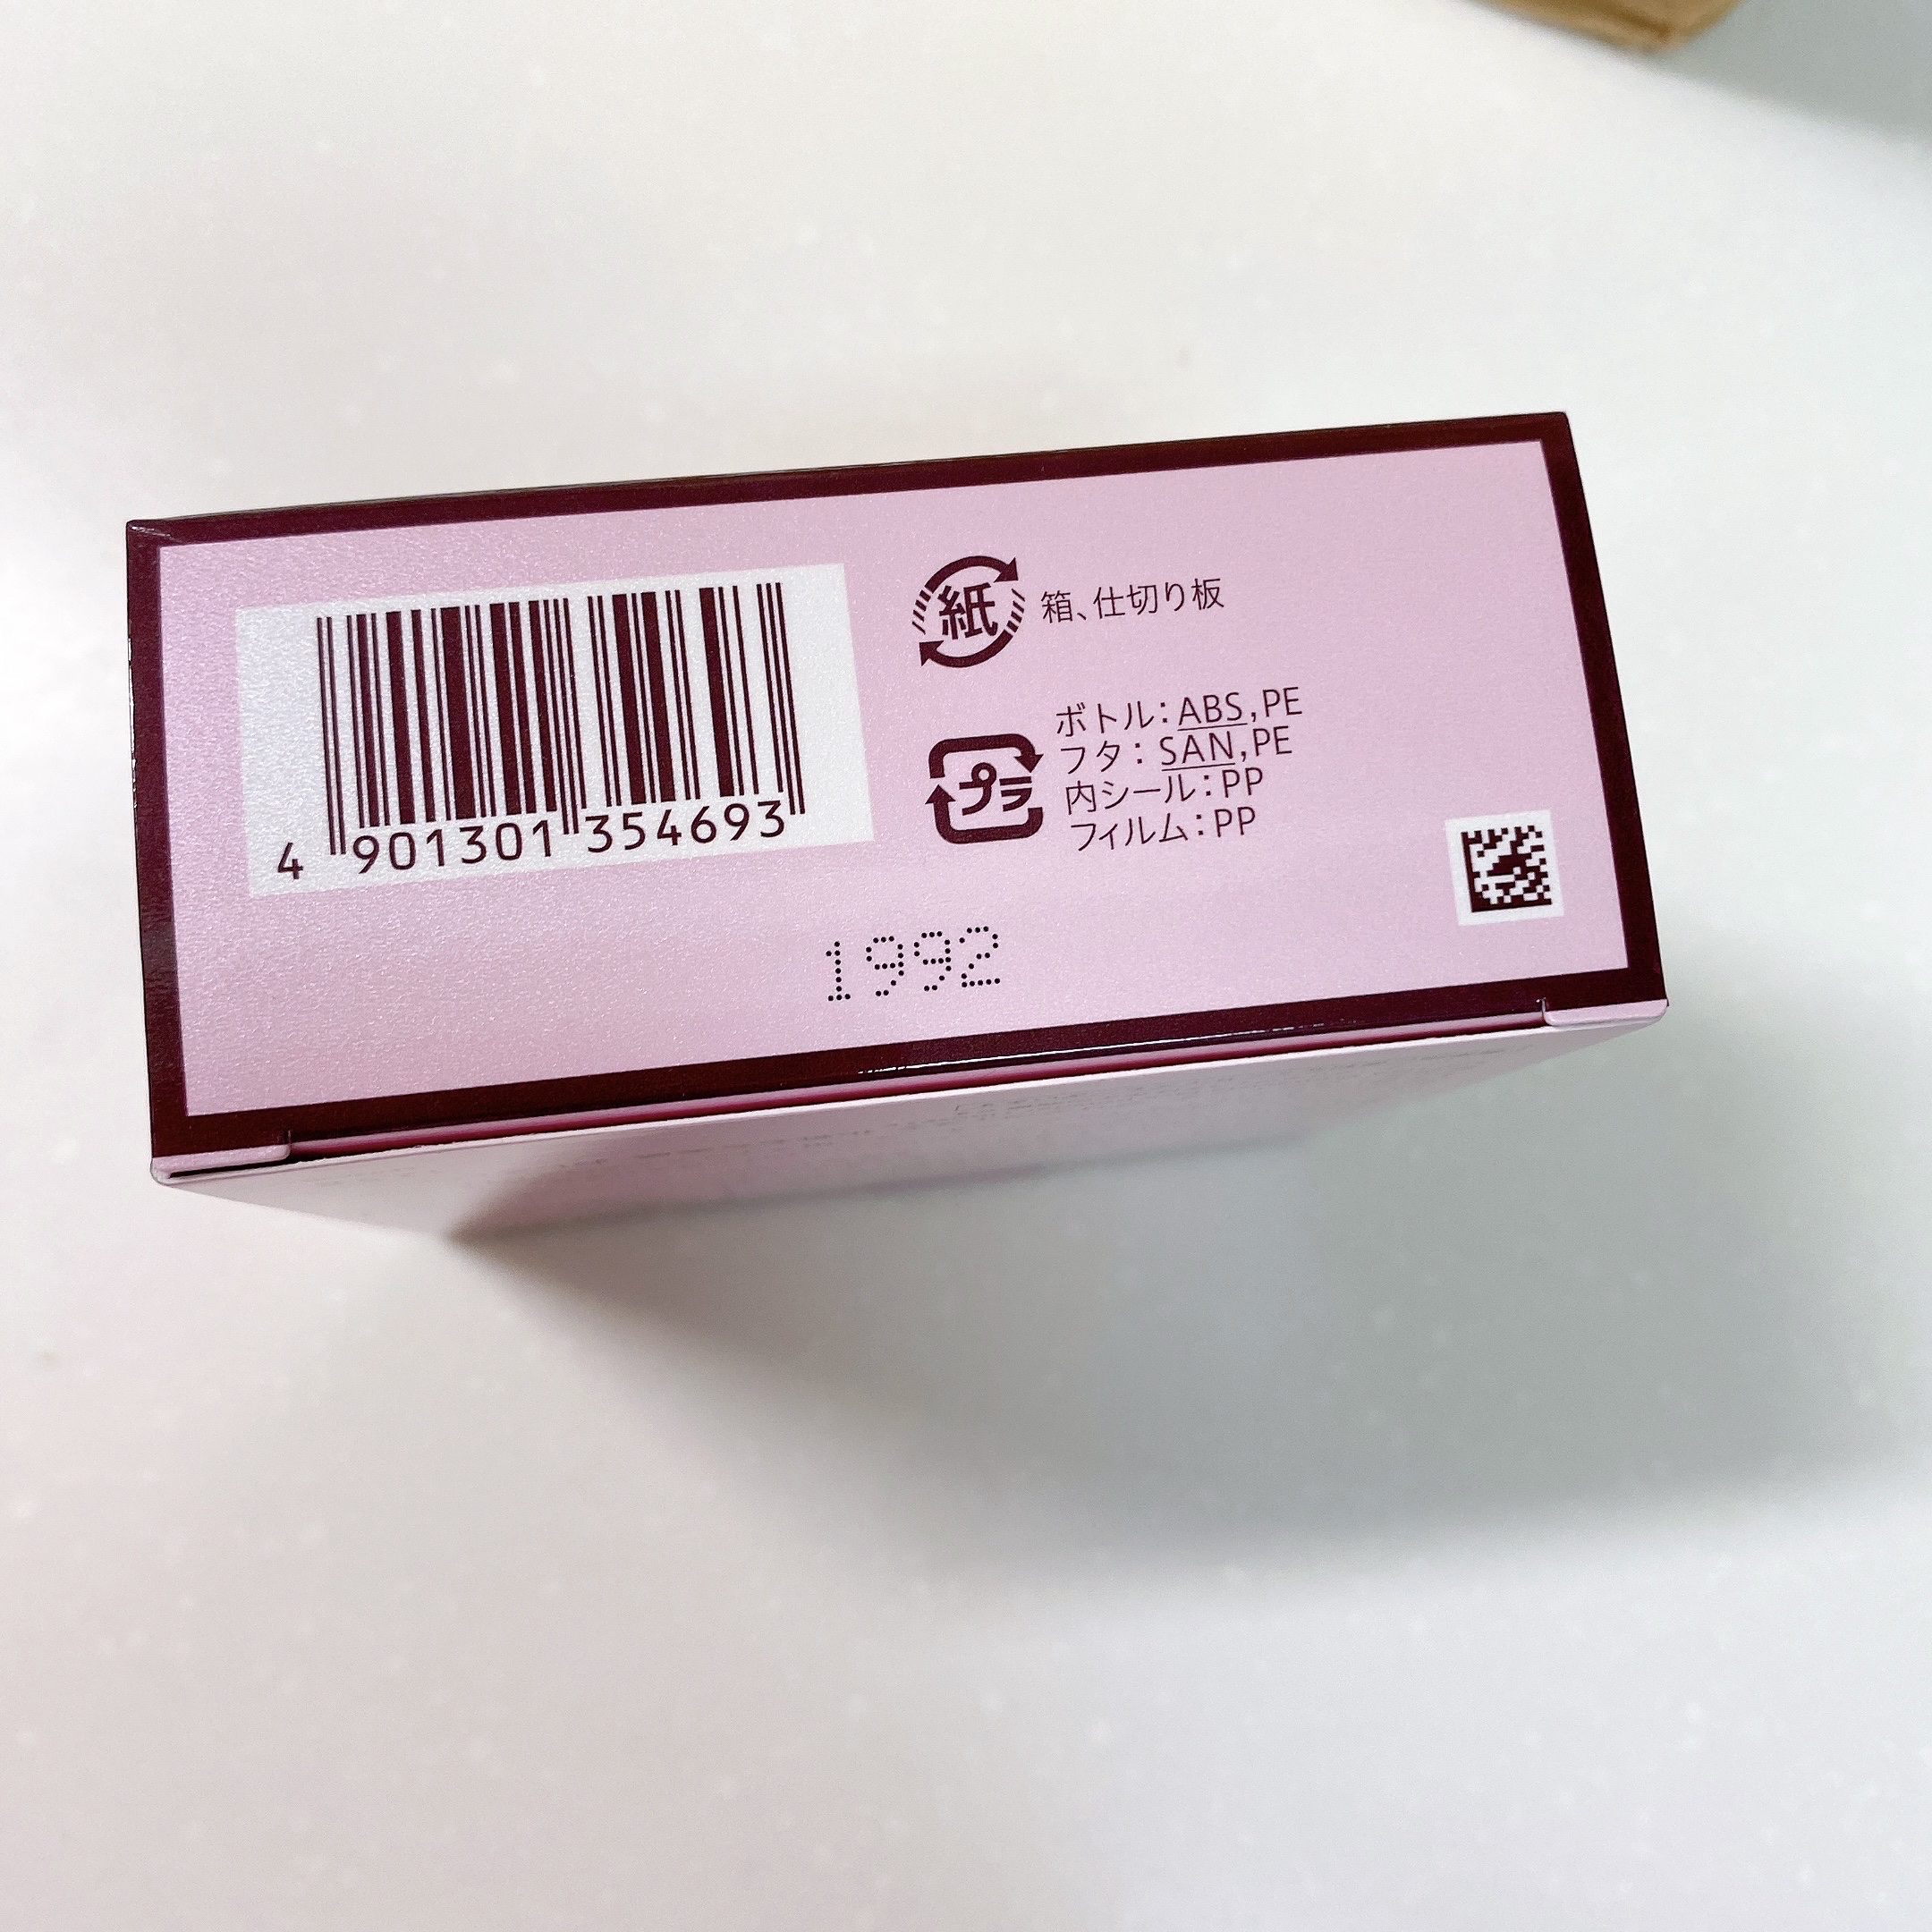 4 901301 354693
紙 箱、仕切り板
プラ
ボトル：ABS,PE
フタ：SAN,PE
内シール：PP
フィルム：PP
1992